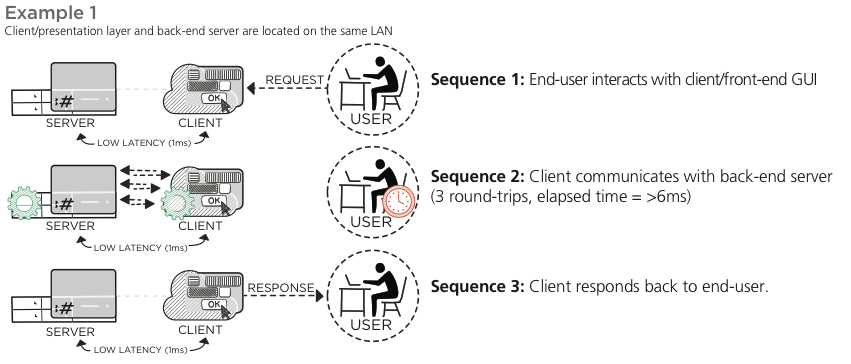 Example 1
Client/presentation layer and back-end server are located on the same LAN
:#
OK
REQUEST
SERVER
CLIENT
USER
LOW LATENCY (1ms)
Sequence 1: End-user interacts with client/front-end GUI
:#
OK
SERVER
CLIENT
USER
LOW LATENCY (1ms)
Sequence 2: Client communicates with back-end server
(3 round-trips, elapsed time = >6ms)
:#
OK
RESPONSE
SERVER
CLIENT
USER
LOW LATENCY (1ms)
Sequence 3: Client responds back to end-user.